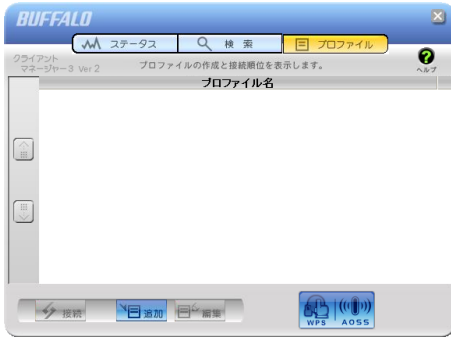 BUFFALO
ステータス 検索 プロファイル
クライアント
マネージャー3 Ver 2
プロファイルの作成と接続順位を表示します。
ヘルプ
プロファイル名
接続 追加 編集
WPS AOSS